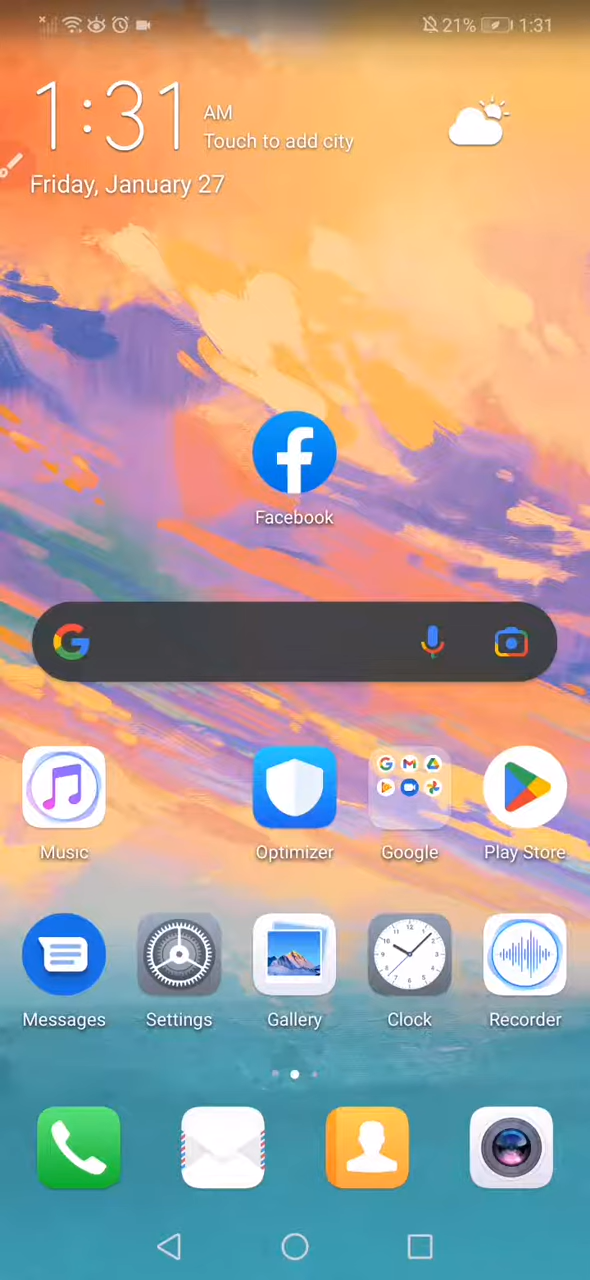 21% 1:31
1:31
AM
Touch to add city
Friday, January 27
Facebook
Music
Optimizer
Google
Play Store
Messages
Settings
Gallery
Clock
Recorder